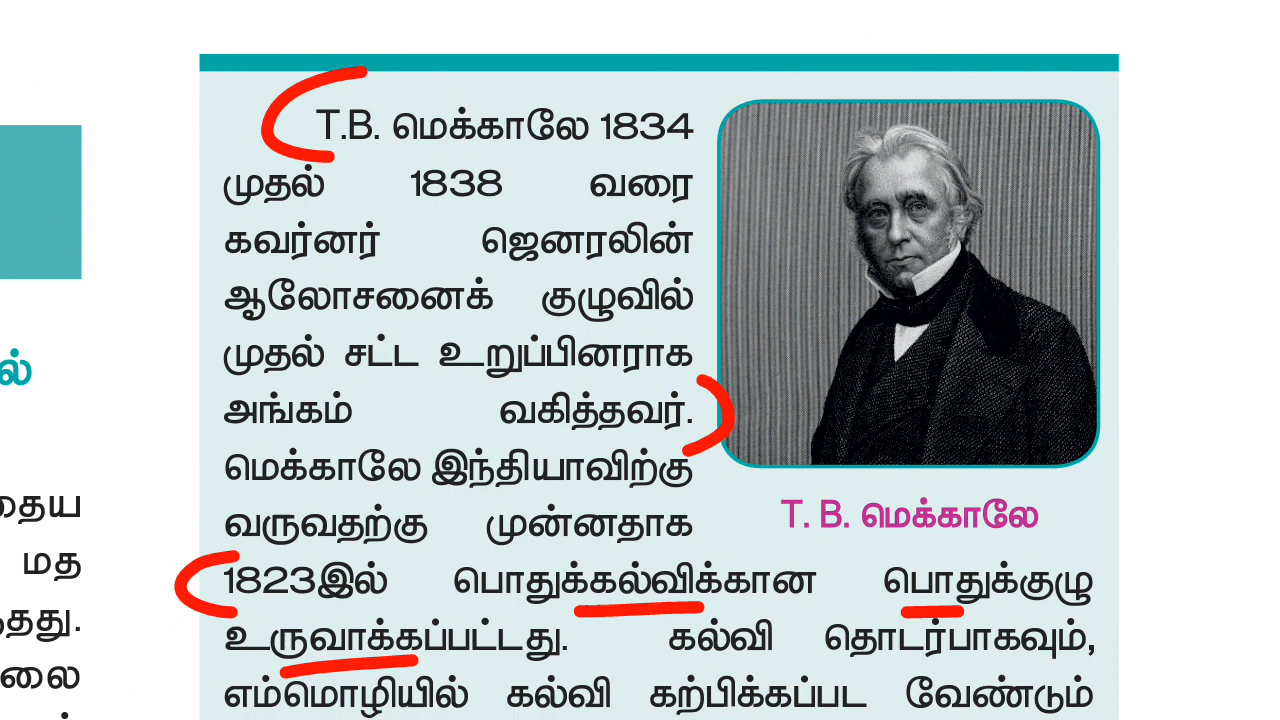 T.B. மெக்காலே 1834
முதல் 1838 வரை
கவர்னர் ஜெனரலின்
ஆலோசனைக் குழுவில்
முதல் சட்ட உறுப்பினராக
அங்கம் வகித்தவர்.
மெக்காலே இந்தியாவிற்கு
வருவதற்கு முன்னதாக
1823இல் பொதுக்கல்விக்கான பொதுக்குழு
உருவாக்கப்பட்டது. கல்வி தொடர்பாகவும்,
எம்மொழியில் கல்வி கற்பிக்கப்பட வேண்டும்
T. B. மெக்காலே
ல்
தைய
மத
தது.
லை